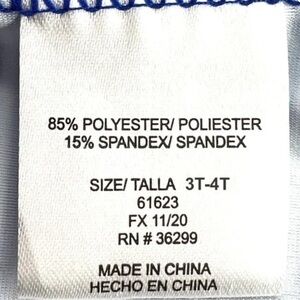 85% POLYESTER/ POLIESTER
15% SPANDEX/ SPANDEX
SIZE/ TALLA 3T-4T
61623
FX 11/20
RN # 36299
MADE IN CHINA
HECHO EN CHINA